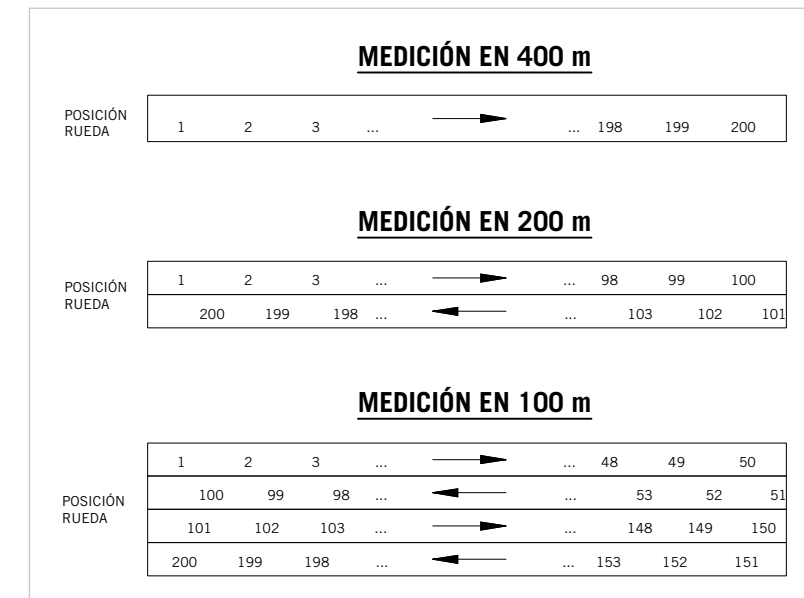 MEDICIÓN EN 400 m
POSICIÓN
RUEDA
1 2 3 ... ... 198 199 200
MEDICIÓN EN 200 m
POSICIÓN
RUEDA
1 2 3 ... ... 98 99 100
200 199 198 ... ... 103 102 101
MEDICIÓN EN 100 m
POSICIÓN
RUEDA
1 2 3 ... ... 48 49 50
100 99 98 ... ... 53 52 51
101 102 103 ... ... 148 149 150
200 199 198 ... ... 153 152 151